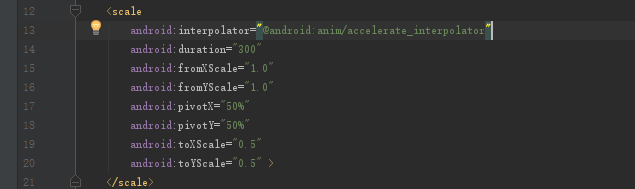 12 <scale
13 android:interpolator="@android:anim/accelerate_interpolator"
14 android:duration="300"
15 android:fromXScale="1.0"
16 android:fromYScale="1.0"
17 android:pivotX="50%"
18 android:pivotY="50%"
19 android:toXScale="0.5"
20 android:toYScale="0.5" >
21 </scale>